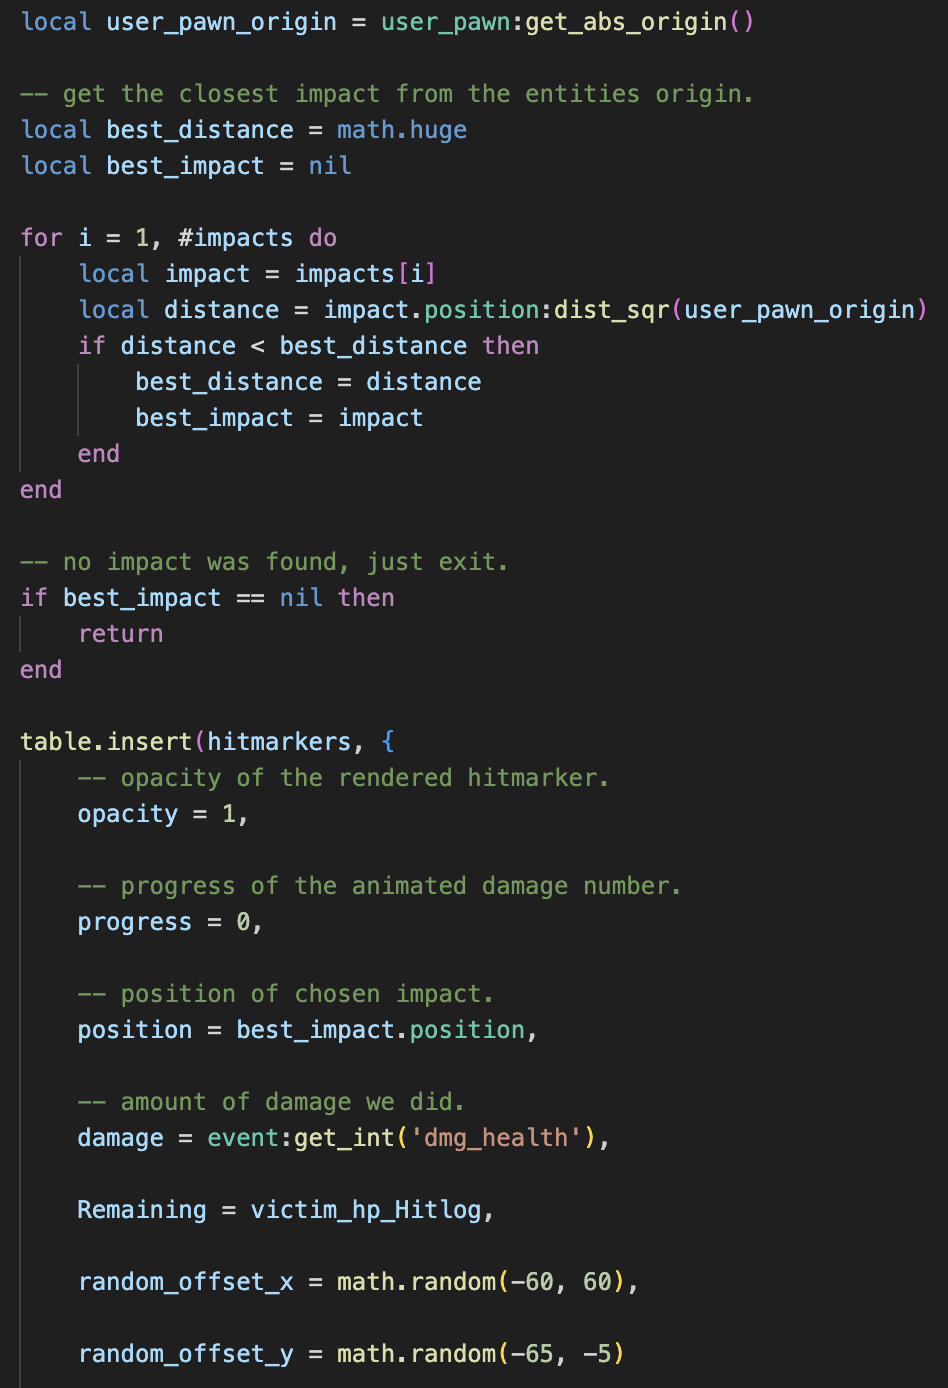 local user_pawn_origin = user_pawn:get_abs_origin()
-- get the closest impact from the entities origin.
local best_distance = math.huge
local best_impact = nil
for i = 1, #impacts do
    local impact = impacts[i]
    local distance = impact.position:dist_sqr(user_pawn_origin)
    if distance < best_distance then
        best_distance = distance
        best_impact = impact
    end
end
-- no impact was found, just exit.
if best_impact == nil then
    return
end
table.insert(hitmarkers, {
    -- opacity of the rendered hitmarker.
    opacity = 1,
    -- progress of the animated damage number.
    progress = 0,
    -- position of chosen impact.
    position = best_impact.position,
    -- amount of damage we did.
    damage = event:get_int('dmg_health'),
    Remaining = victim_hp_Hitlog,
    random_offset_x = math.random(-60, 60),
    random_offset_y = math.random(-65, -5)